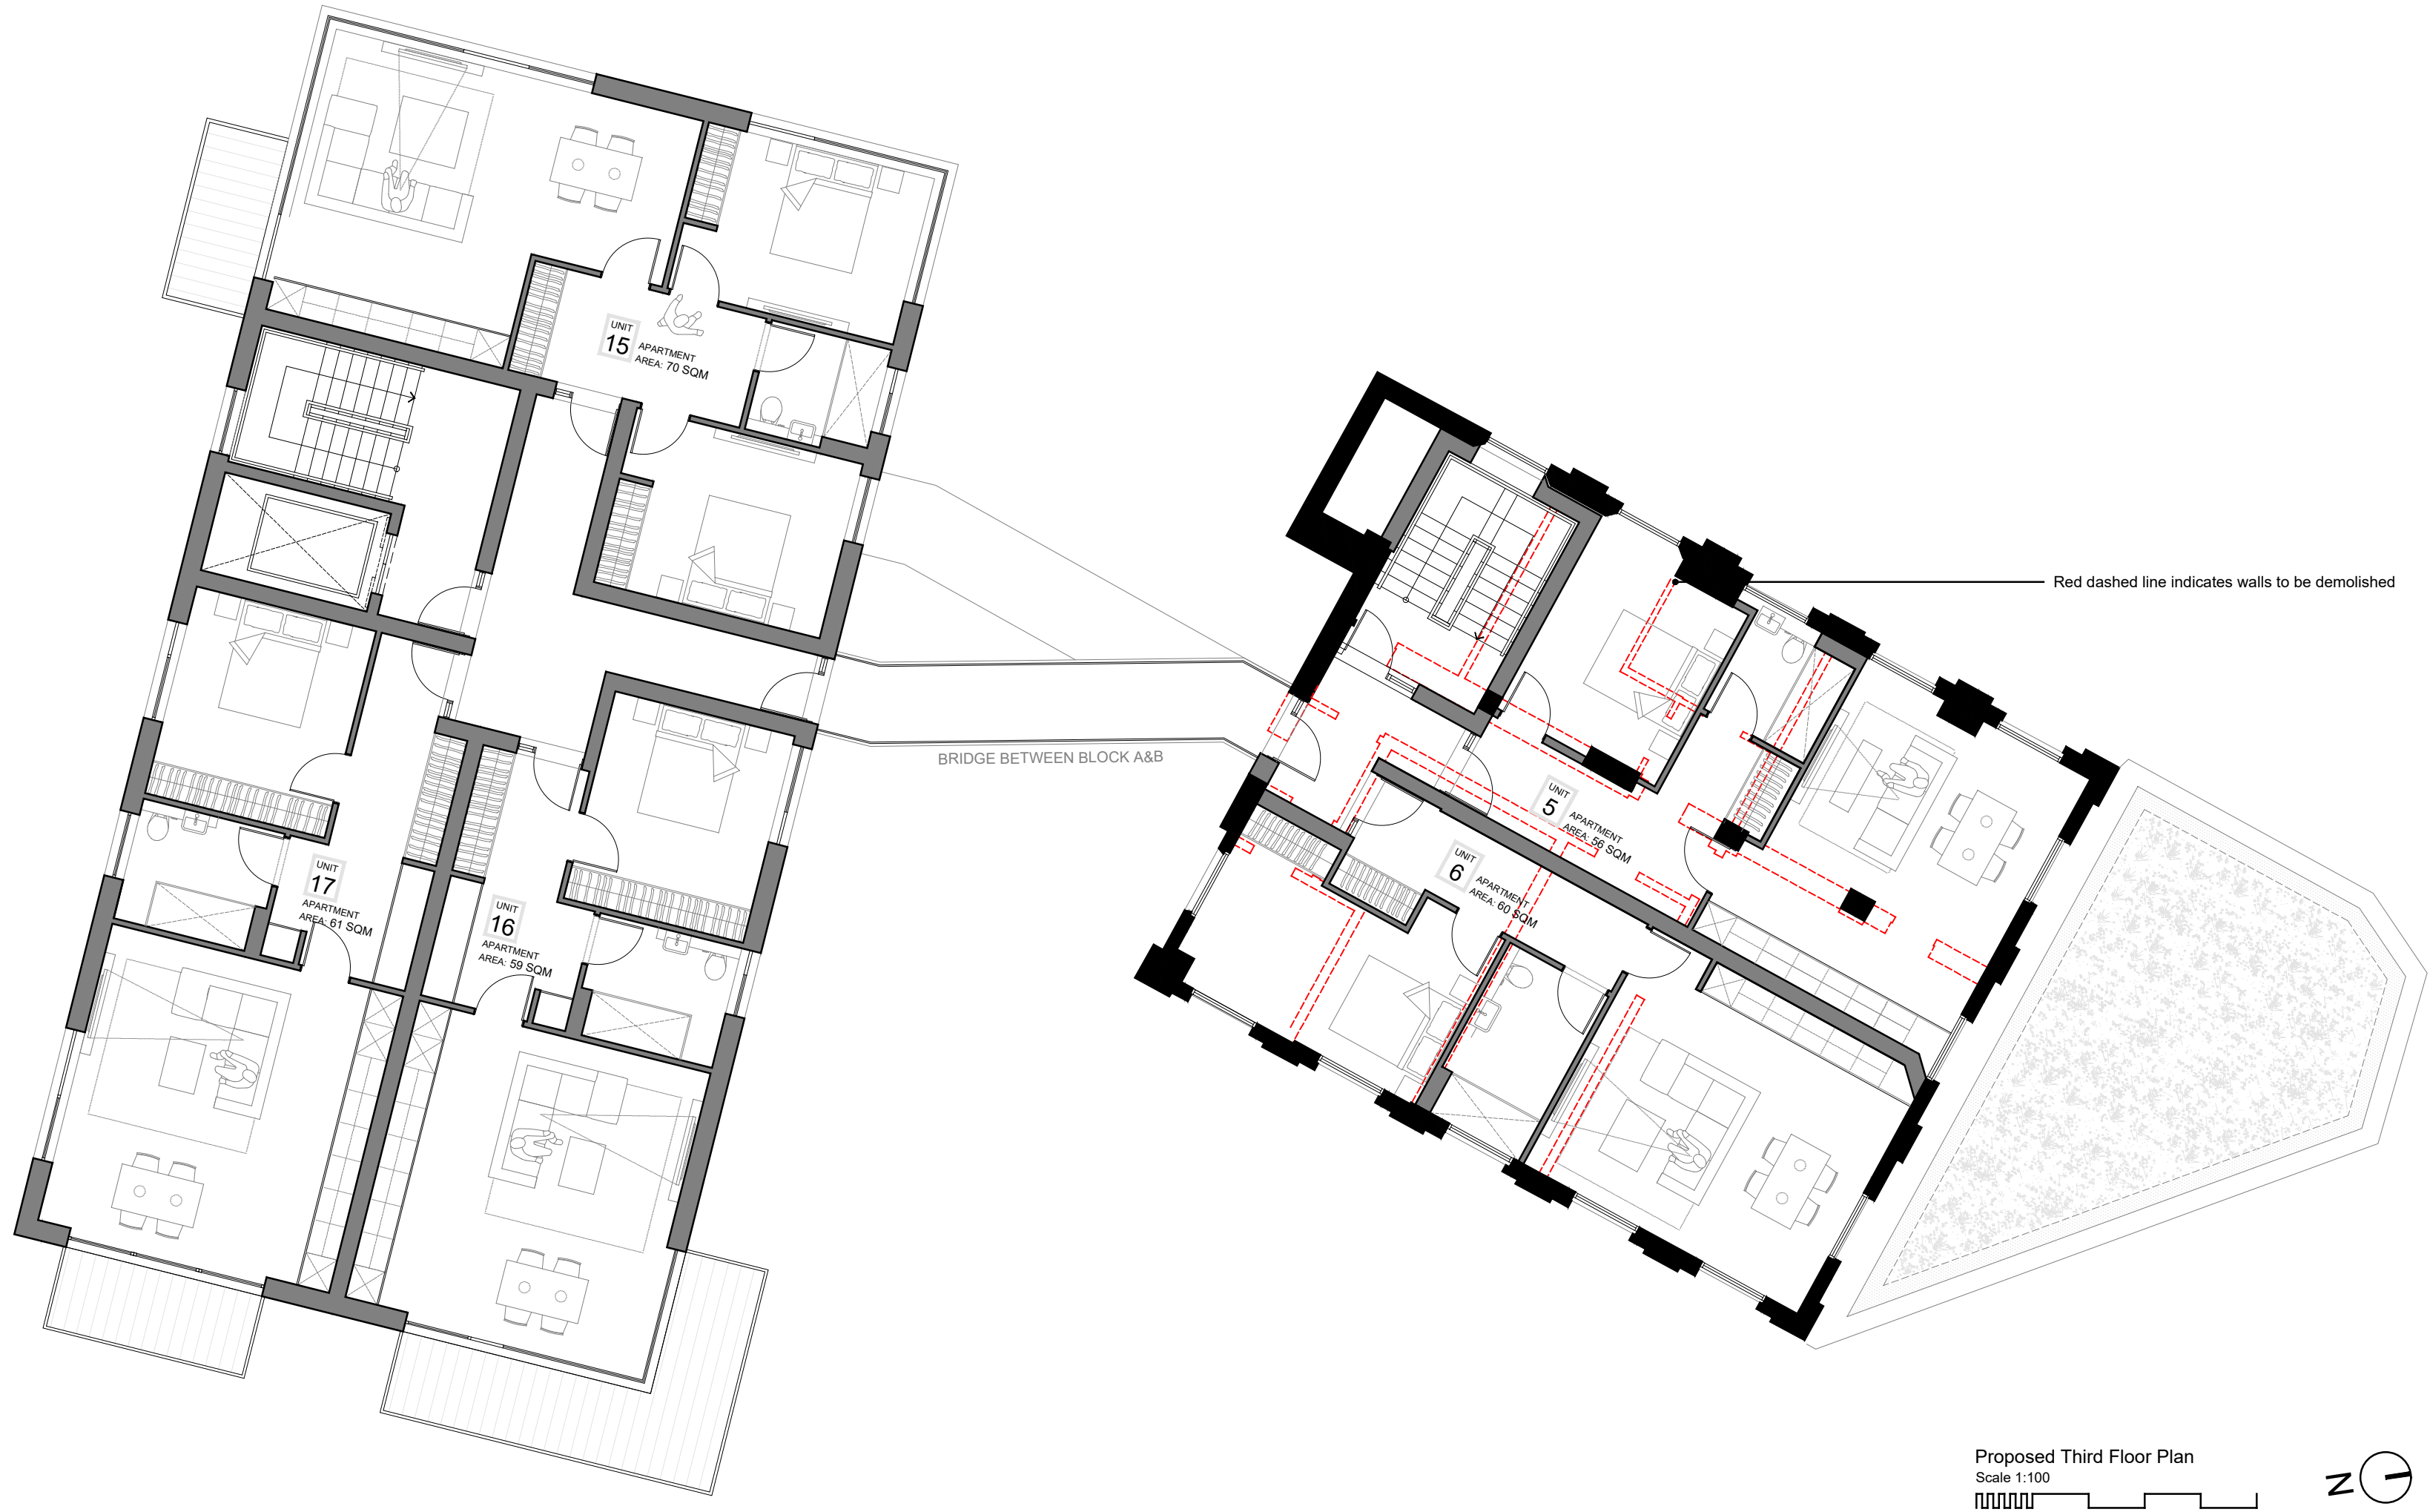 UNIT
15
APARTMENT
AREA: 70 SQM
Red dashed line indicates walls to be demolished
BRIDGE BETWEEN BLOCK A&B
UNIT
5
APARTMENT
AREA: 56 SQM
UNIT
6
APARTMENT
AREA: 60 SQM
UNIT
17
APARTMENT
AREA: 61 SQM
UNIT
16
APARTMENT
AREA: 59 SQM
Proposed Third Floor Plan
Scale 1:100
N